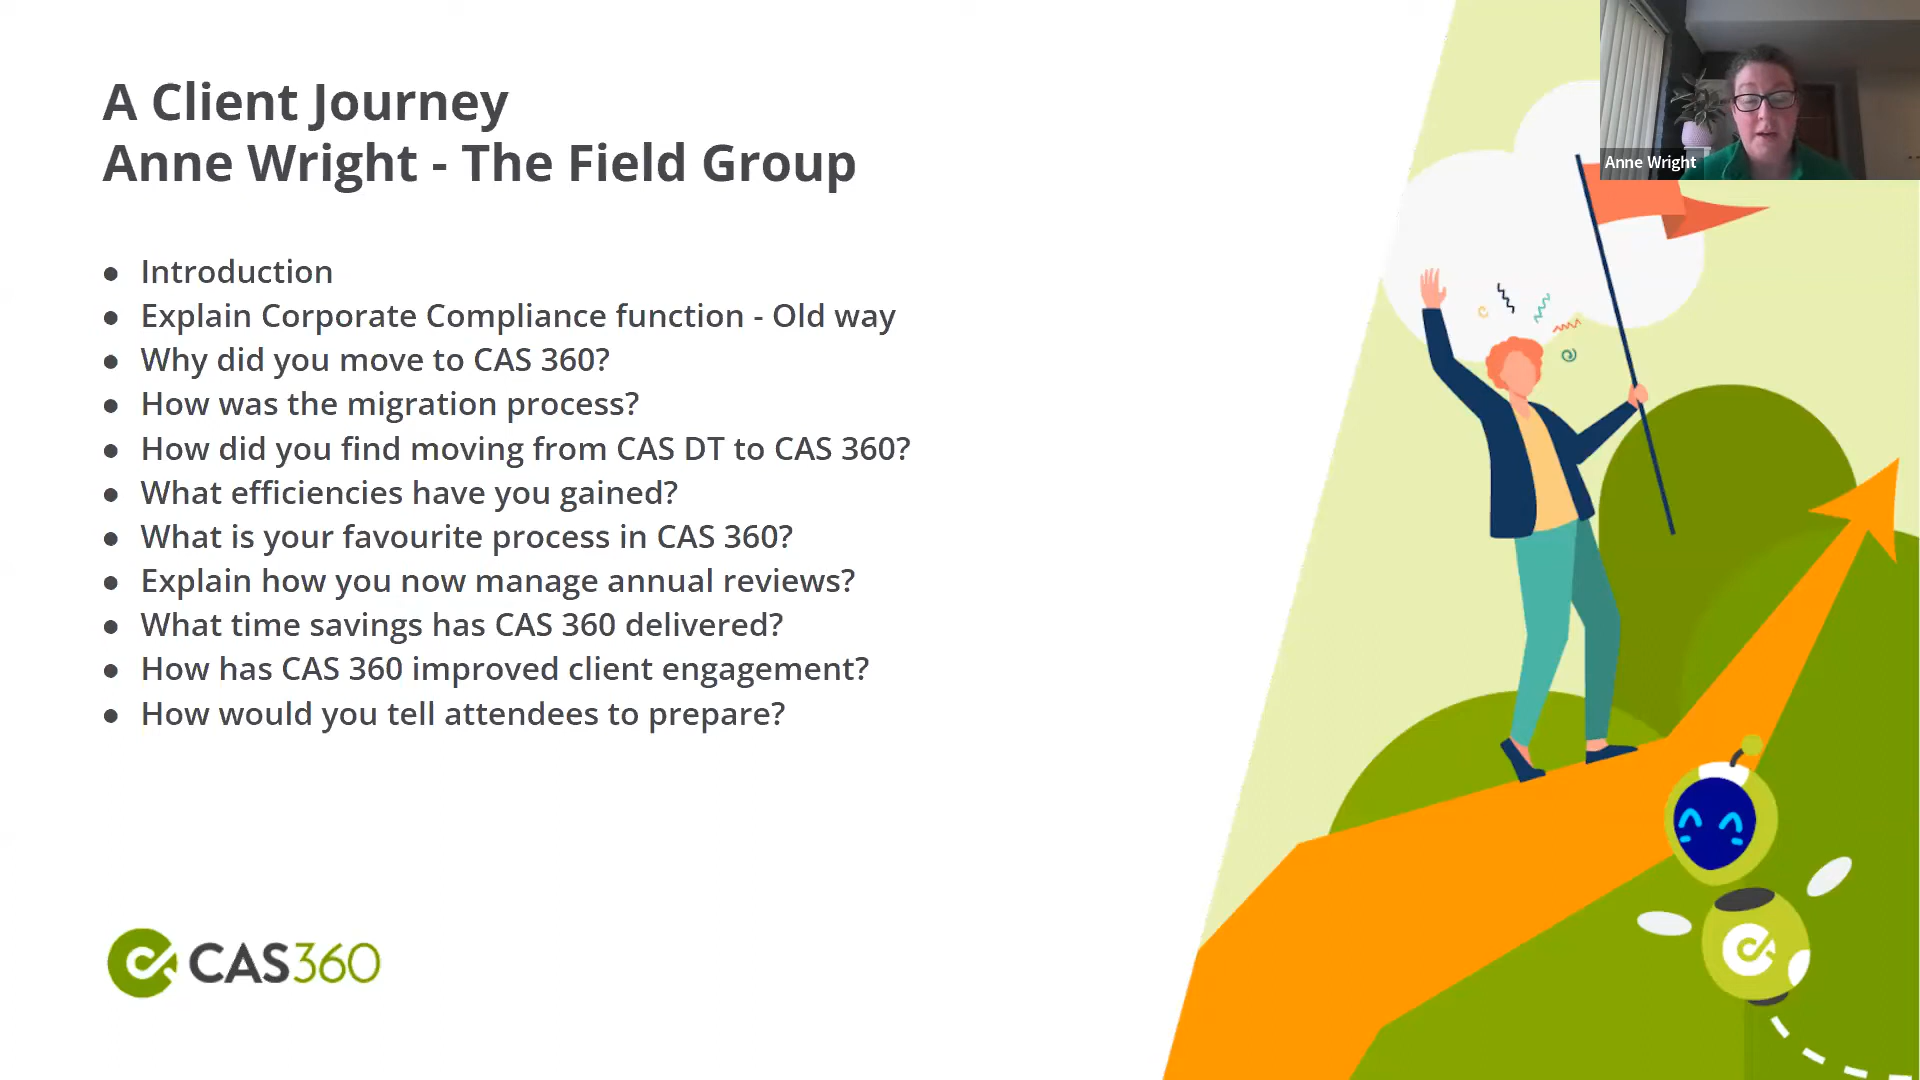 A Client Journey
Anne Wright - The Field Group
● Introduction
● Explain Corporate Compliance function - Old way
● Why did you move to CAS 360?
● How was the migration process?
● How did you find moving from CAS DT to CAS 360?
● What efficiencies have you gained?
● What is your favourite process in CAS 360?
● Explain how you now manage annual reviews?
● What time savings has CAS 360 delivered?
● How has CAS 360 improved client engagement?
● How would you tell attendees to prepare?
Anne Wright
CAS360